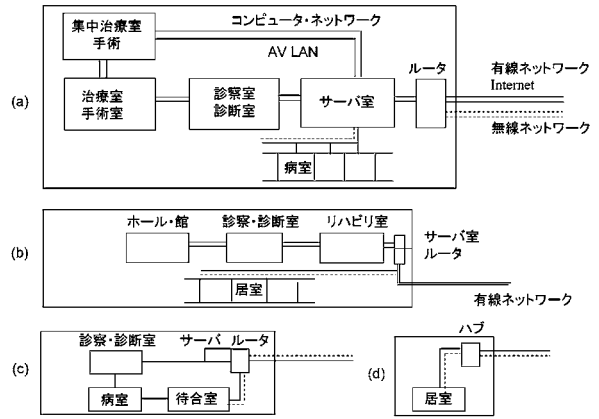 コンピュータ・ネットワーク
集中治療室
手術
AV LAN
ルータ
有線ネットワーク
Internet
(a)
治療室
手術室
診察室
診断室
サーバ室
無線ネットワーク
病室
ホール・館
診察・診断室
リハビリ室
サーバ室
ルータ
(b)
居室
有線ネットワーク
診察・診断室
サーバ
ルータ
ハブ
(c)
病室
待合室
(d)
居室